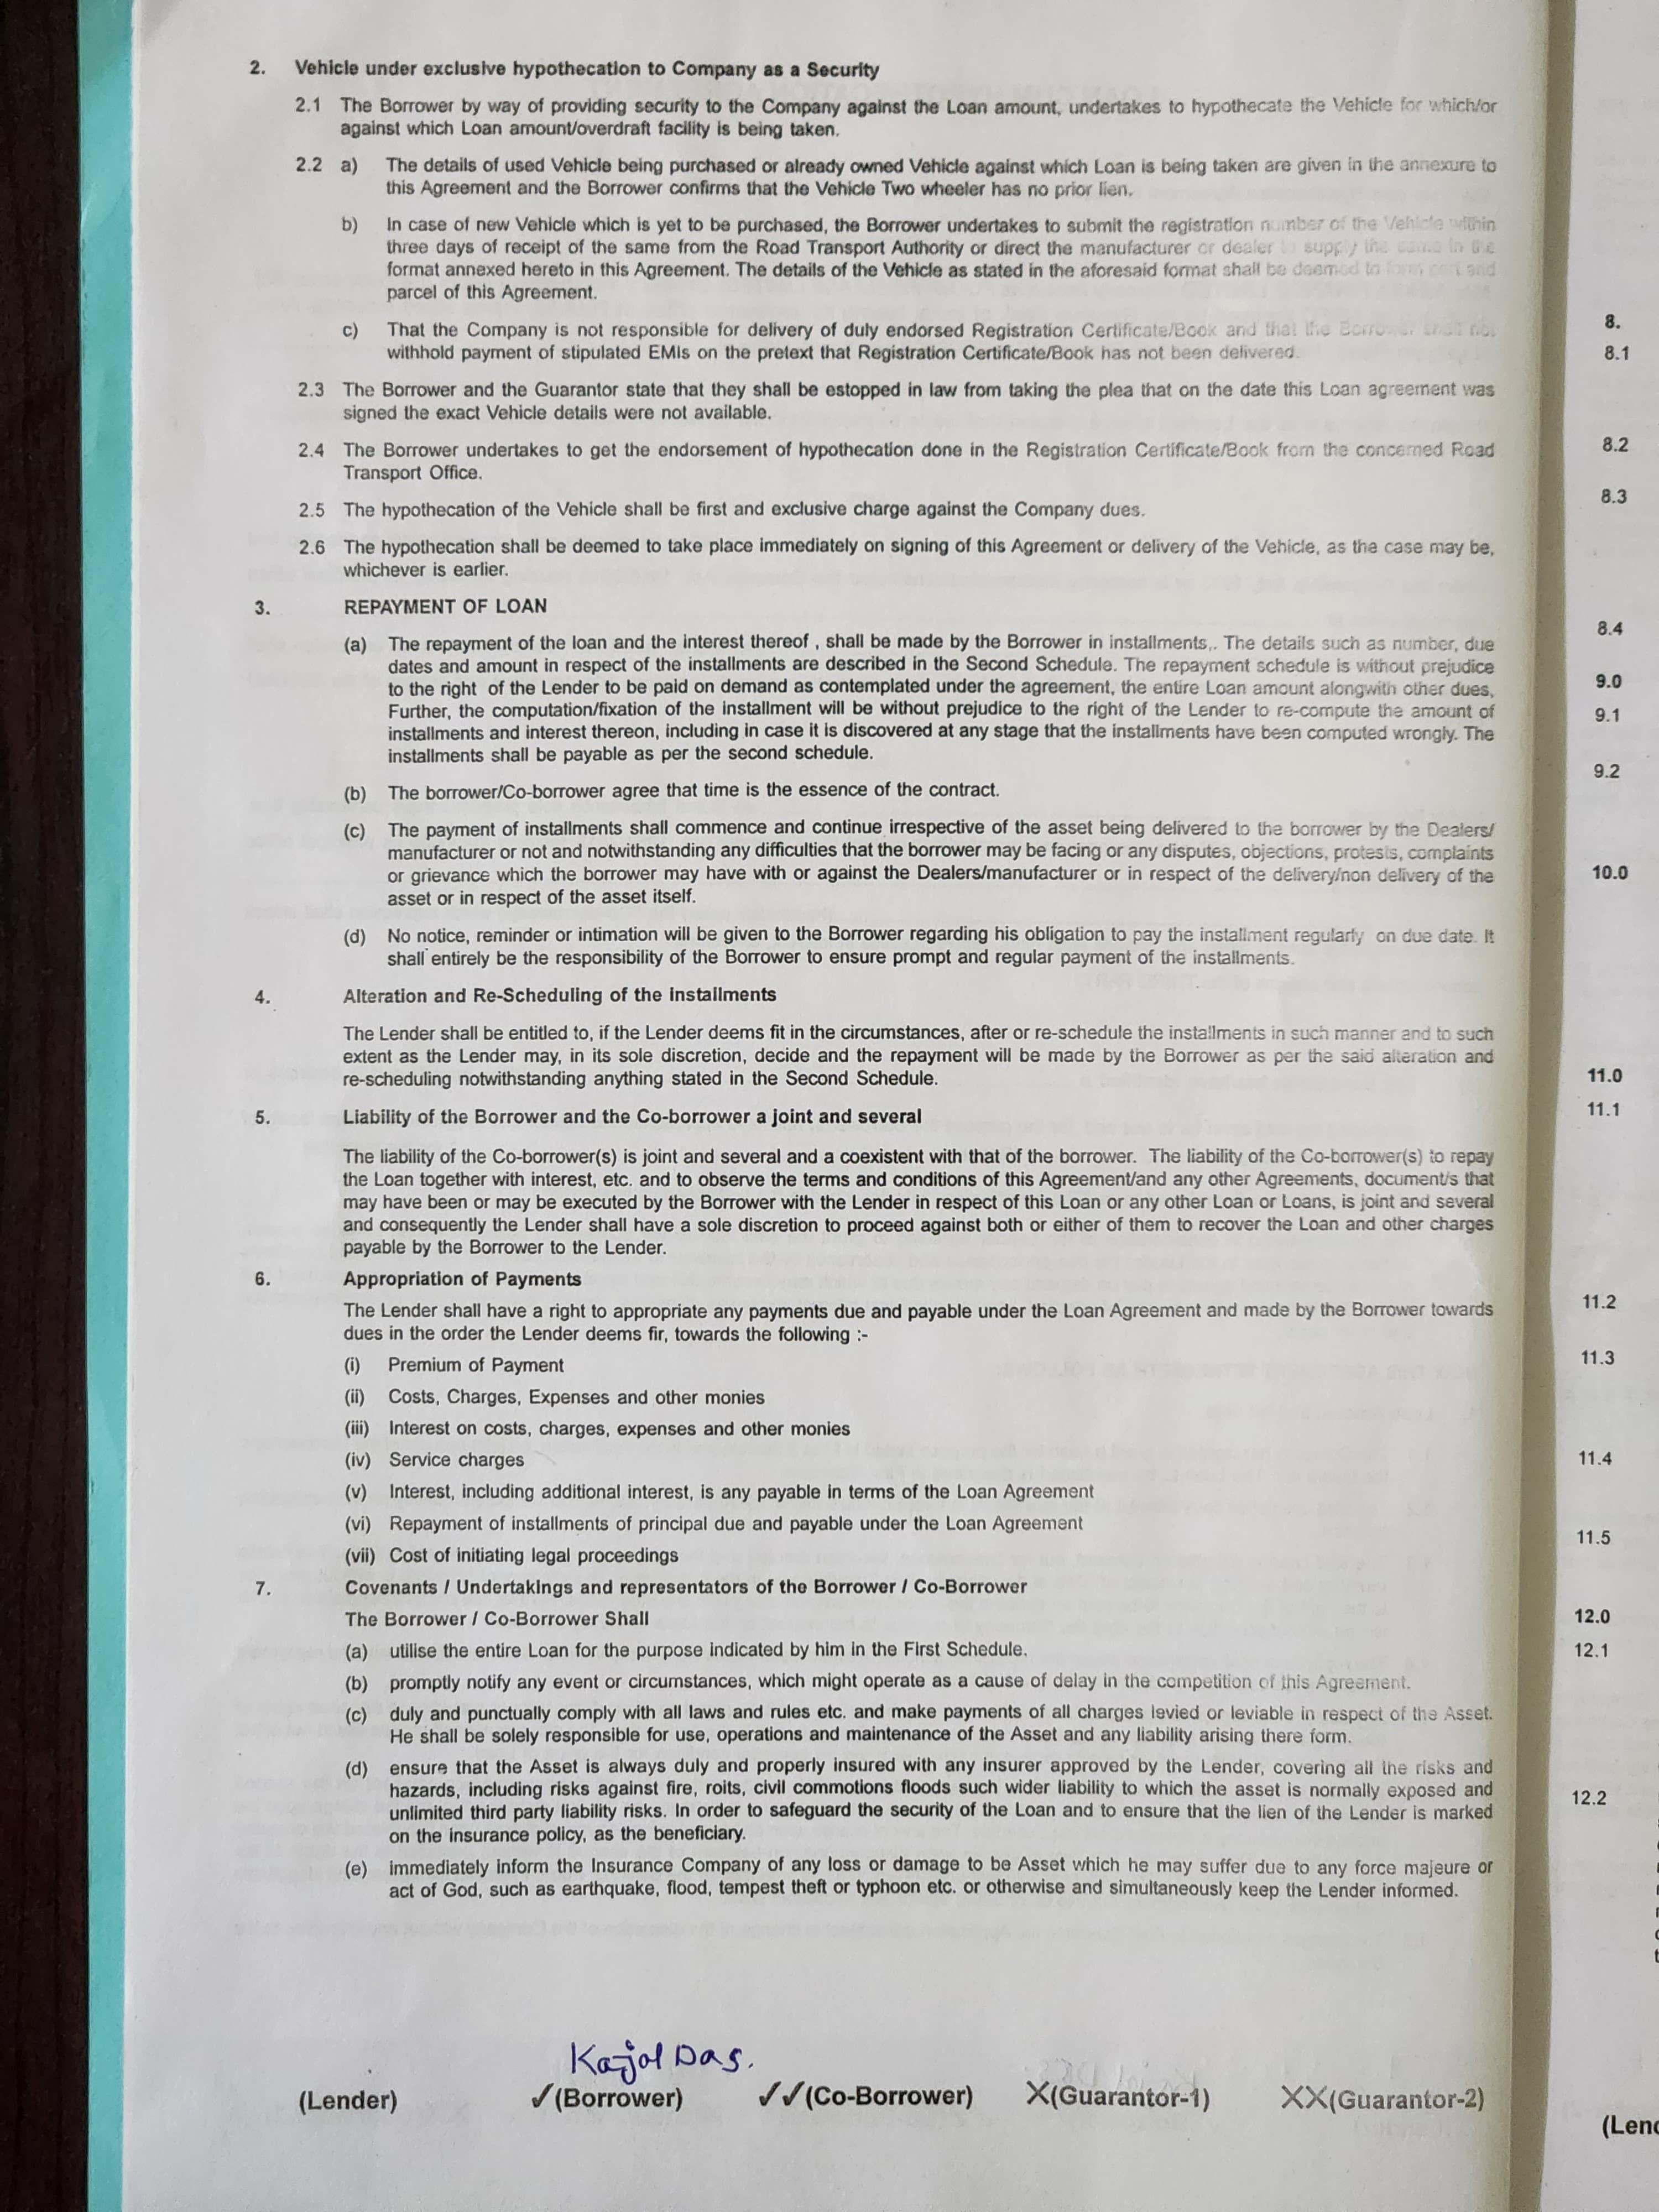 2. Vehicle under exclusive hypothecation to Company as a Security
2.1 The Borrower by way of providing security to the Company against the Loan amount, undertakes to hypothecate the Vehicle for which/or
against which Loan amount/overdraft facility is being taken.
2.2 a) The details of used Vehicle being purchased or already owned Vehicle against which Loan is being taken are given in the annexure to
this Agreement and the Borrower confirms that the Vehicle Two wheeler has no prior lien.
b) In case of new Vehicle which is yet to be purchased, the Borrower undertakes to submit the registration number of the Vehicle within
three days of receipt of the same from the Road Transport Authority or direct the manufacturer or dealer to supply the same in the
format annexed hereto in this Agreement. The details of the Vehicle as stated in the aforesaid format shall be deemed to form part and
parcel of this Agreement.
c) That the Company is not responsible for delivery of duly endorsed Registration Certificate/Book and that the Borrower shall not
withhold payment of stipulated EMIs on the pretext that Registration Certificate/Book has not been delivered.
2.3 The Borrower and the Guarantor state that they shall be estopped in law from taking the plea that on the date this Loan agreement was
signed the exact Vehicle details were not available.
2.4 The Borrower undertakes to get the endorsement of hypothecation done in the Registration Certificate/Book from the concerned Road
Transport Office.
2.5 The hypothecation of the Vehicle shall be first and exclusive charge against the Company dues.
2.6 The hypothecation shall be deemed to take place immediately on signing of this Agreement or delivery of the Vehicle, as the case may be,
whichever is earlier.
3. REPAYMENT OF LOAN
(a) The repayment of the loan and the interest thereof , shall be made by the Borrower in installments,. The details such as number, due
dates and amount in respect of the installments are described in the Second Schedule. The repayment schedule is without prejudice
to the right of the Lender to be paid on demand as contemplated under the agreement, the entire Loan amount alongwith other dues,
Further, the computation/fixation of the installment will be without prejudice to the right of the Lender to re-compute the amount of
installments and interest thereon, including in case it is discovered at any stage that the installments have been computed wrongly. The
installments shall be payable as per the second schedule.
(b) The borrower/Co-borrower agree that time is the essence of the contract.
(c) The payment of installments shall commence and continue irrespective of the asset being delivered to the borrower by the Dealers/
manufacturer or not and notwithstanding any difficulties that the borrower may be facing or any disputes, objections, protests, complaints
or grievance which the borrower may have with or against the Dealers/manufacturer or in respect of the delivery/non delivery of the
asset or in respect of the asset itself.
(d) No notice, reminder or intimation will be given to the Borrower regarding his obligation to pay the installment regularly on due date. It
shall entirely be the responsibility of the Borrower to ensure prompt and regular payment of the installments.
4. Alteration and Re-Scheduling of the installments
The Lender shall be entitled to, if the Lender deems fit in the circumstances, after or re-schedule the installments in such manner and to such
extent as the Lender may, in its sole discretion, decide and the repayment will be made by the Borrower as per the said alteration and
re-scheduling notwithstanding anything stated in the Second Schedule.
5. Liability of the Borrower and the Co-borrower a joint and several
The liability of the Co-borrower(s) is joint and several and a coexistent with that of the borrower. The liability of the Co-borrower(s) to repay
the Loan together with interest, etc. and to observe the terms and conditions of this Agreement/and any other Agreements, document/s that
may have been or may be executed by the Borrower with the Lender in respect of this Loan or any other Loan or Loans, is joint and several
and consequently the Lender shall have a sole discretion to proceed against both or either of them to recover the Loan and other charges
payable by the Borrower to the Lender.
6. Appropriation of Payments
The Lender shall have a right to appropriate any payments due and payable under the Loan Agreement and made by the Borrower towards
dues in the order the Lender deems fir, towards the following :-
(i) Premium of Payment
(ii) Costs, Charges, Expenses and other monies
(iii) Interest on costs, charges, expenses and other monies
(iv) Service charges
(v) Interest, including additional interest, is any payable in terms of the Loan Agreement
(vi) Repayment of installments of principal due and payable under the Loan Agreement
(vii) Cost of initiating legal proceedings
7. Covenants / Undertakings and representators of the Borrower / Co-Borrower
The Borrower / Co-Borrower Shall
(a) utilise the entire Loan for the purpose indicated by him in the First Schedule.
(b) promptly notify any event or circumstances, which might operate as a cause of delay in the competition of this Agreement.
(c) duly and punctually comply with all laws and rules etc. and make payments of all charges levied or leviable in respect of the Asset.
He shall be solely responsible for use, operations and maintenance of the Asset and any liability arising there form.
(d) ensure that the Asset is always duly and properly insured with any insurer approved by the Lender, covering all the risks and
hazards, including risks against fire, roits, civil commotions floods such wider liability to which the asset is normally exposed and
unlimited third party liability risks. In order to safeguard the security of the Loan and to ensure that the lien of the Lender is marked
on the insurance policy, as the beneficiary.
(e) immediately inform the Insurance Company of any loss or damage to be Asset which he may suffer due to any force majeure or
act of God, such as earthquake, flood, tempest theft or typhoon etc. or otherwise and simultaneously keep the Lender informed.
Kajol Das.
(Lender) ✓(Borrower) ✓✓(Co-Borrower) X(Guarantor-1) XX(Guarantor-2)
8.
8.1
8.2
8.3
8.4
9.0
9.1
9.2
10.0
11.0
11.1
11.2
11.3
11.4
11.5
12.0
12.1
12.2